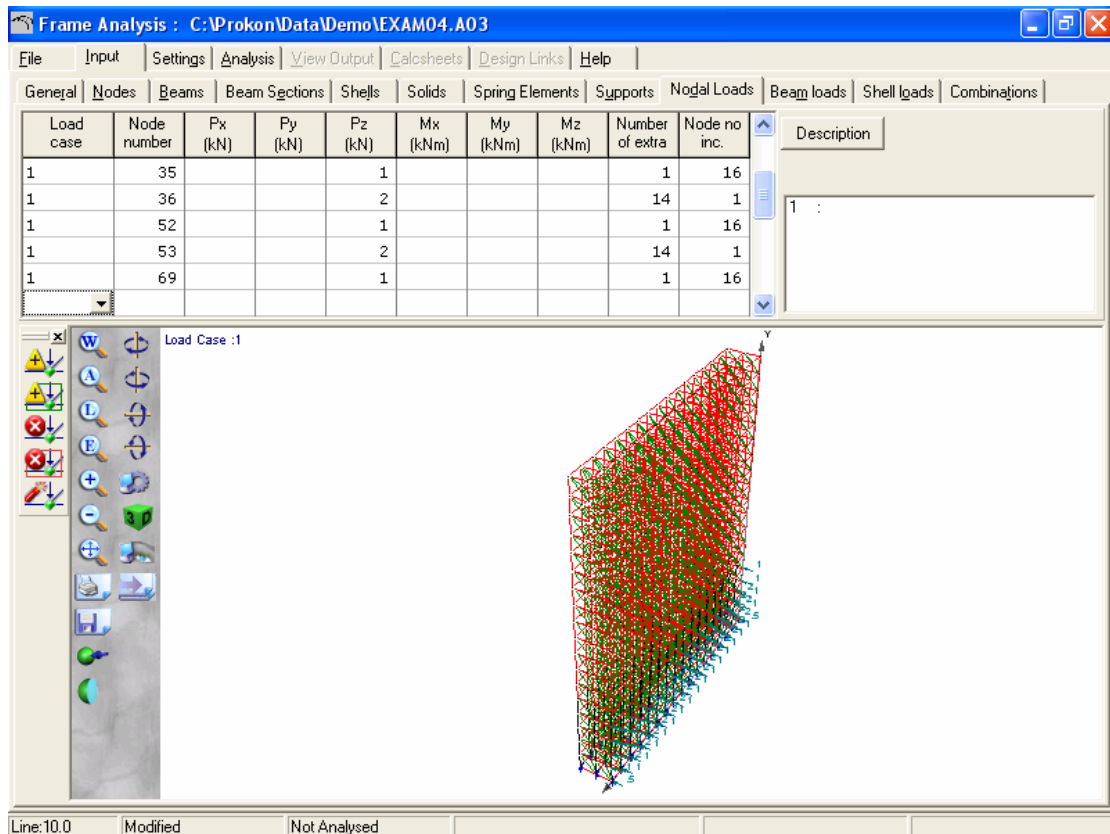 Frame Analysis : C:\Prokon\Data\Demo\EXAM04.A03
File Input Settings Analysis View Output Calcsheets Design Links Help
General Nodes Beams Beam Sections Shells Solids Spring Elements Supports Nodal Loads Beam loads Shell loads Combinations
Load case Node number Px (kN) Py (kN) Pz (kN) Mx (kNm) My (kNm) Mz (kNm) Number of extra Node no inc.
Description
1 35 1 1 16
1 36 2 14 1
1 52 1 1 16
1 53 2 14 1
1 69 1 1 16
1 :
Load Case :1
W
A
L
E
3D
Y
Line:10.0 Modified Not Analysed